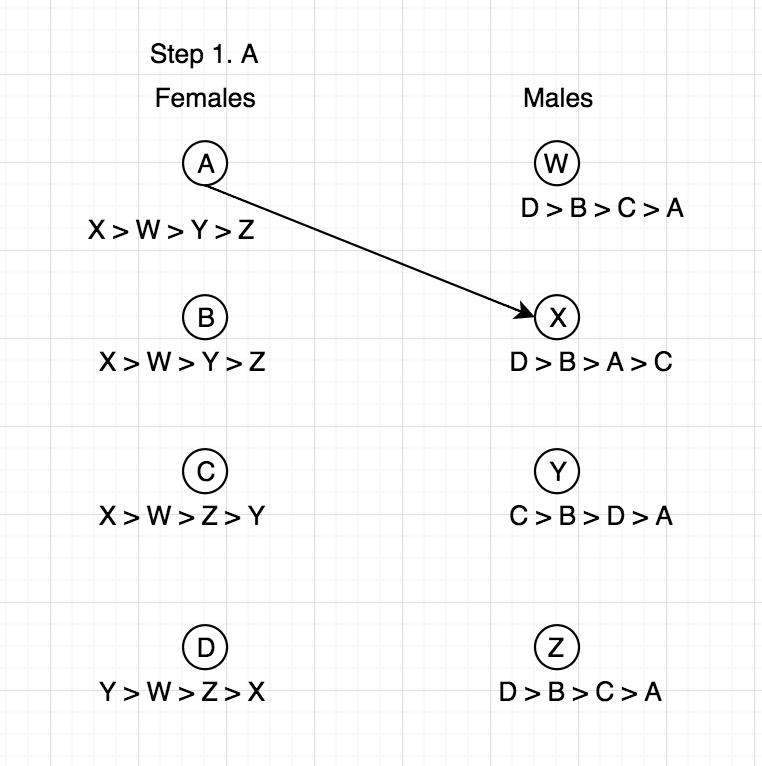 Step 1. A
Females
Males
A
W
X > W > Y > Z
D > B > C > A
B
X
X > W > Y > Z
D > B > A > C
C
Y
X > W > Z > Y
C > B > D > A
D
Z
Y > W > Z > X
D > B > C > A